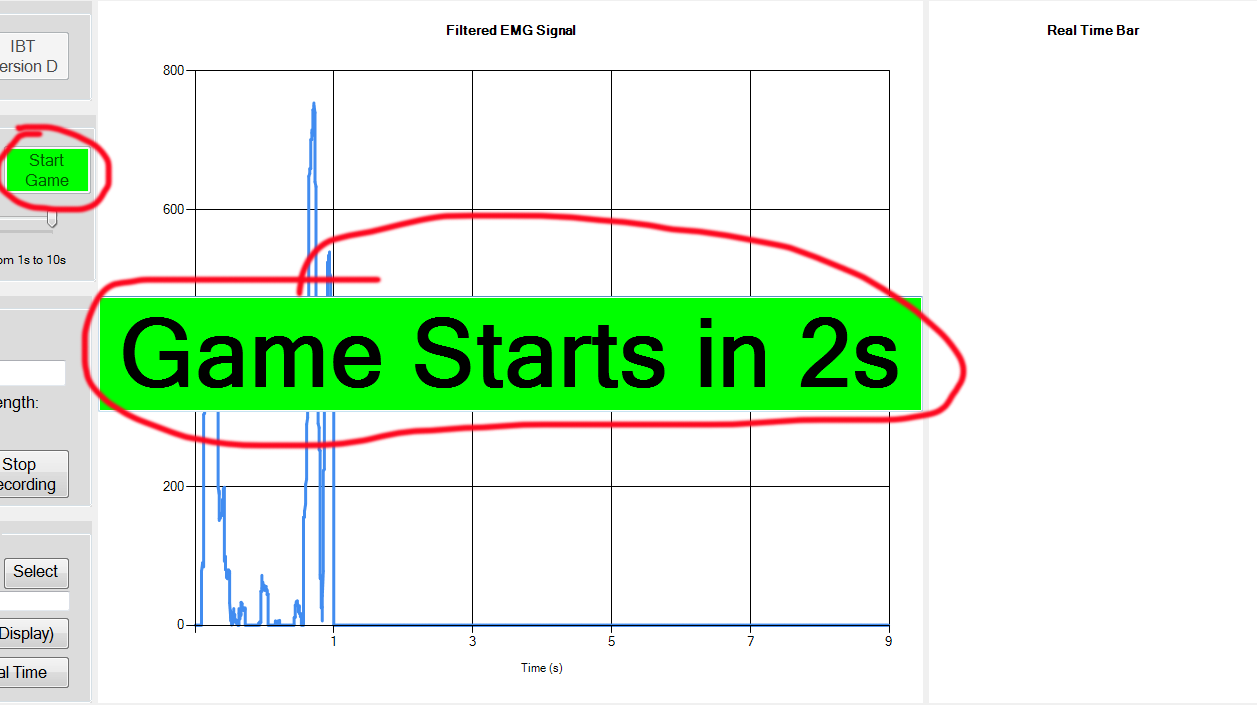 IBT
ersion D
Start
Game
om 1s to 10s
ength:
Stop
ecording
Select
Display)
al Time
Filtered EMG Signal
800
600
200
0
1
3
5
7
9
Time (s)
Game Starts in 2s
Real Time Bar